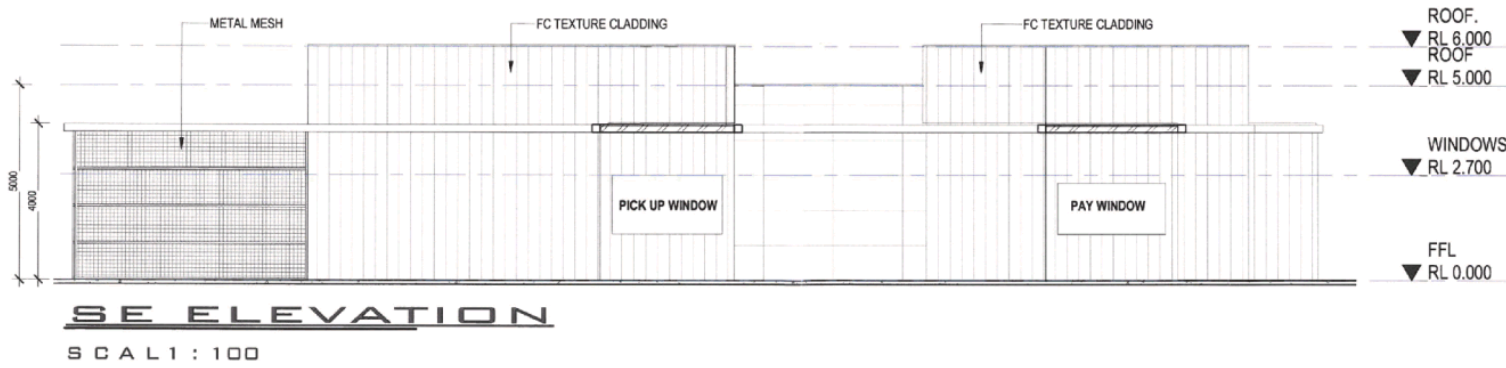 METAL MESH
FC TEXTURE CLADDING
FC TEXTURE CLADDING
ROOF.
RL 6.000
ROOF
RL 5.000
WINDOWS
RL 2.700
5000
4000
PICK UP WINDOW
PAY WINDOW
FFL
RL 0.000
SE ELEVATION
SCAL1:100